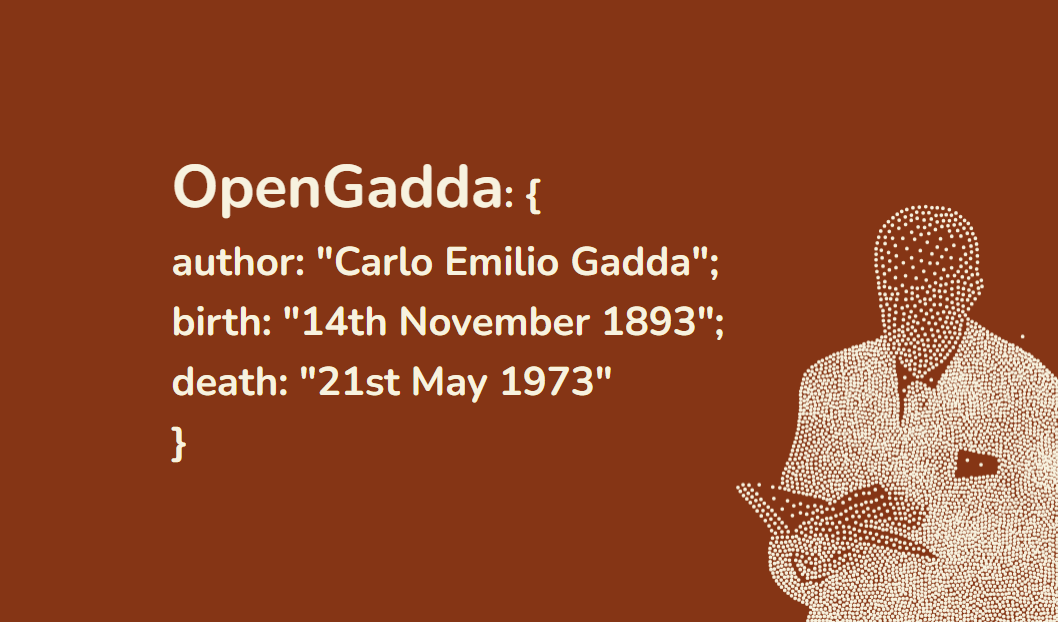 OpenGadda: {
author: "Carlo Emilio Gadda";
birth: "14th November 1893";
death: "21st May 1973"
}